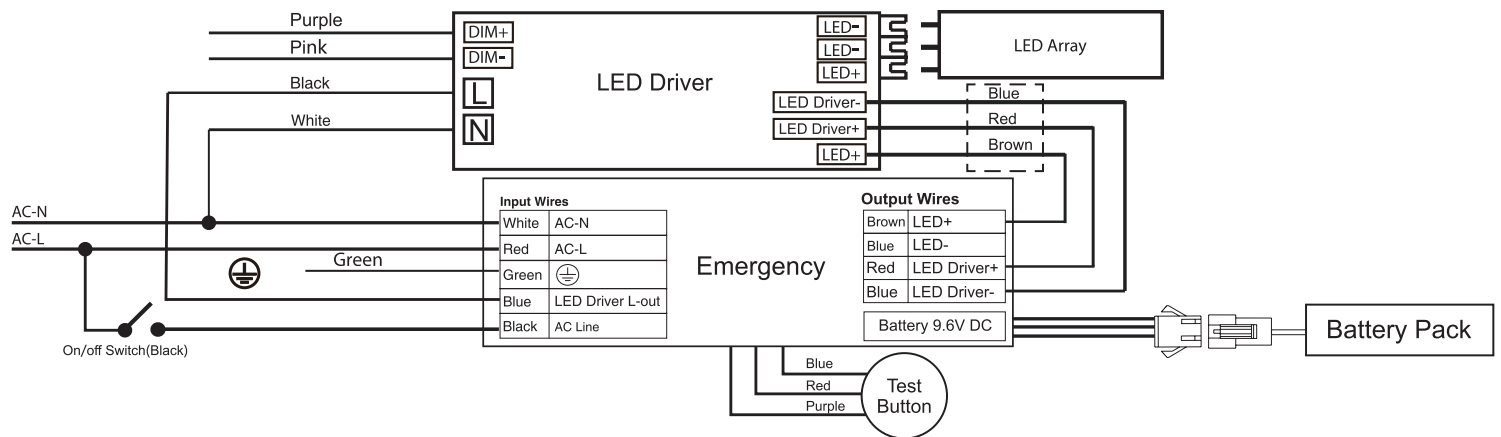 Purple
DIM+
Pink
DIM-
Black
L
White
N
LED Driver
LED-
LED-
LED+
LED Driver-
LED Driver+
LED+
LED Array
Blue
Red
Brown
AC-N
AC-L
Green
On/off Switch(Black)
Input Wires
White AC-N
Red AC-L
Green
Blue LED Driver L-out
Black AC Line
Emergency
Output Wires
Brown LED+
Blue LED-
Red LED Driver+
Blue LED Driver-
Battery 9.6V DC
Battery Pack
Blue
Red
Purple
Test
Button